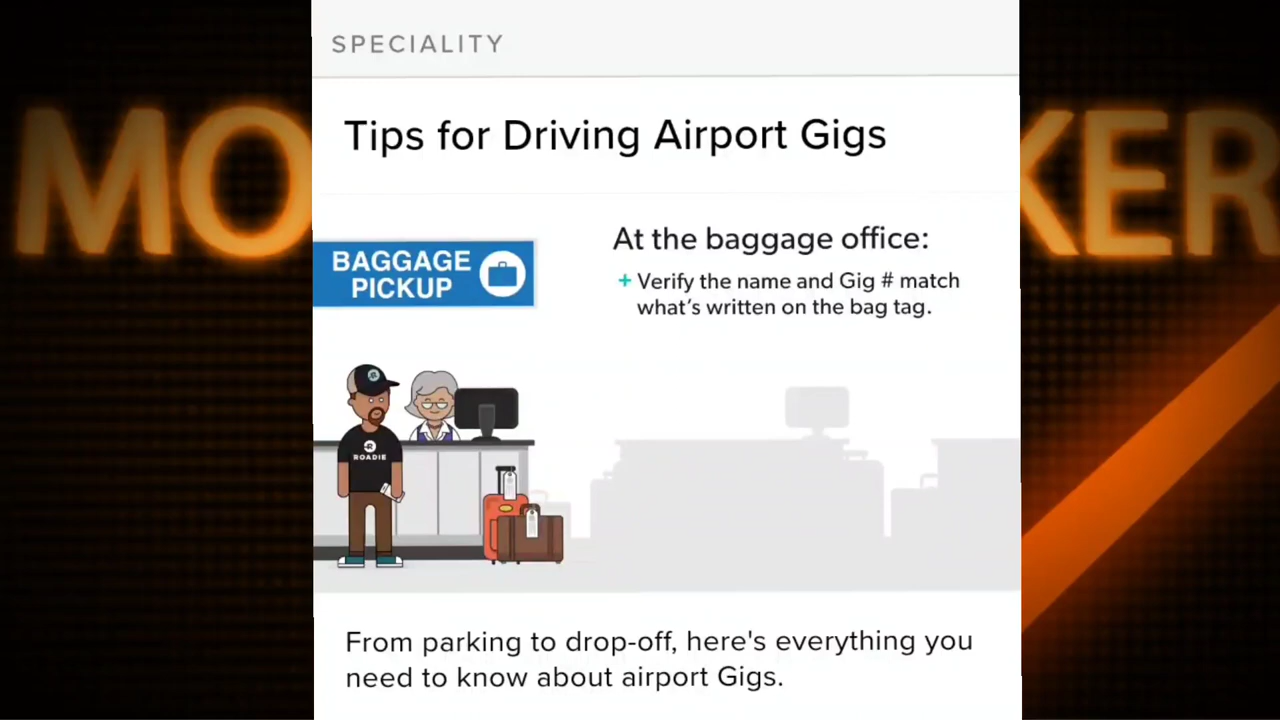 SPECIALITY
Tips for Driving Airport Gigs
MO
KER
BAGGAGE
PICKUP
At the baggage office:
+ Verify the name and Gig # match
what's written on the bag tag.
ROADIE
From parking to drop-off, here's everything you
need to know about airport Gigs.